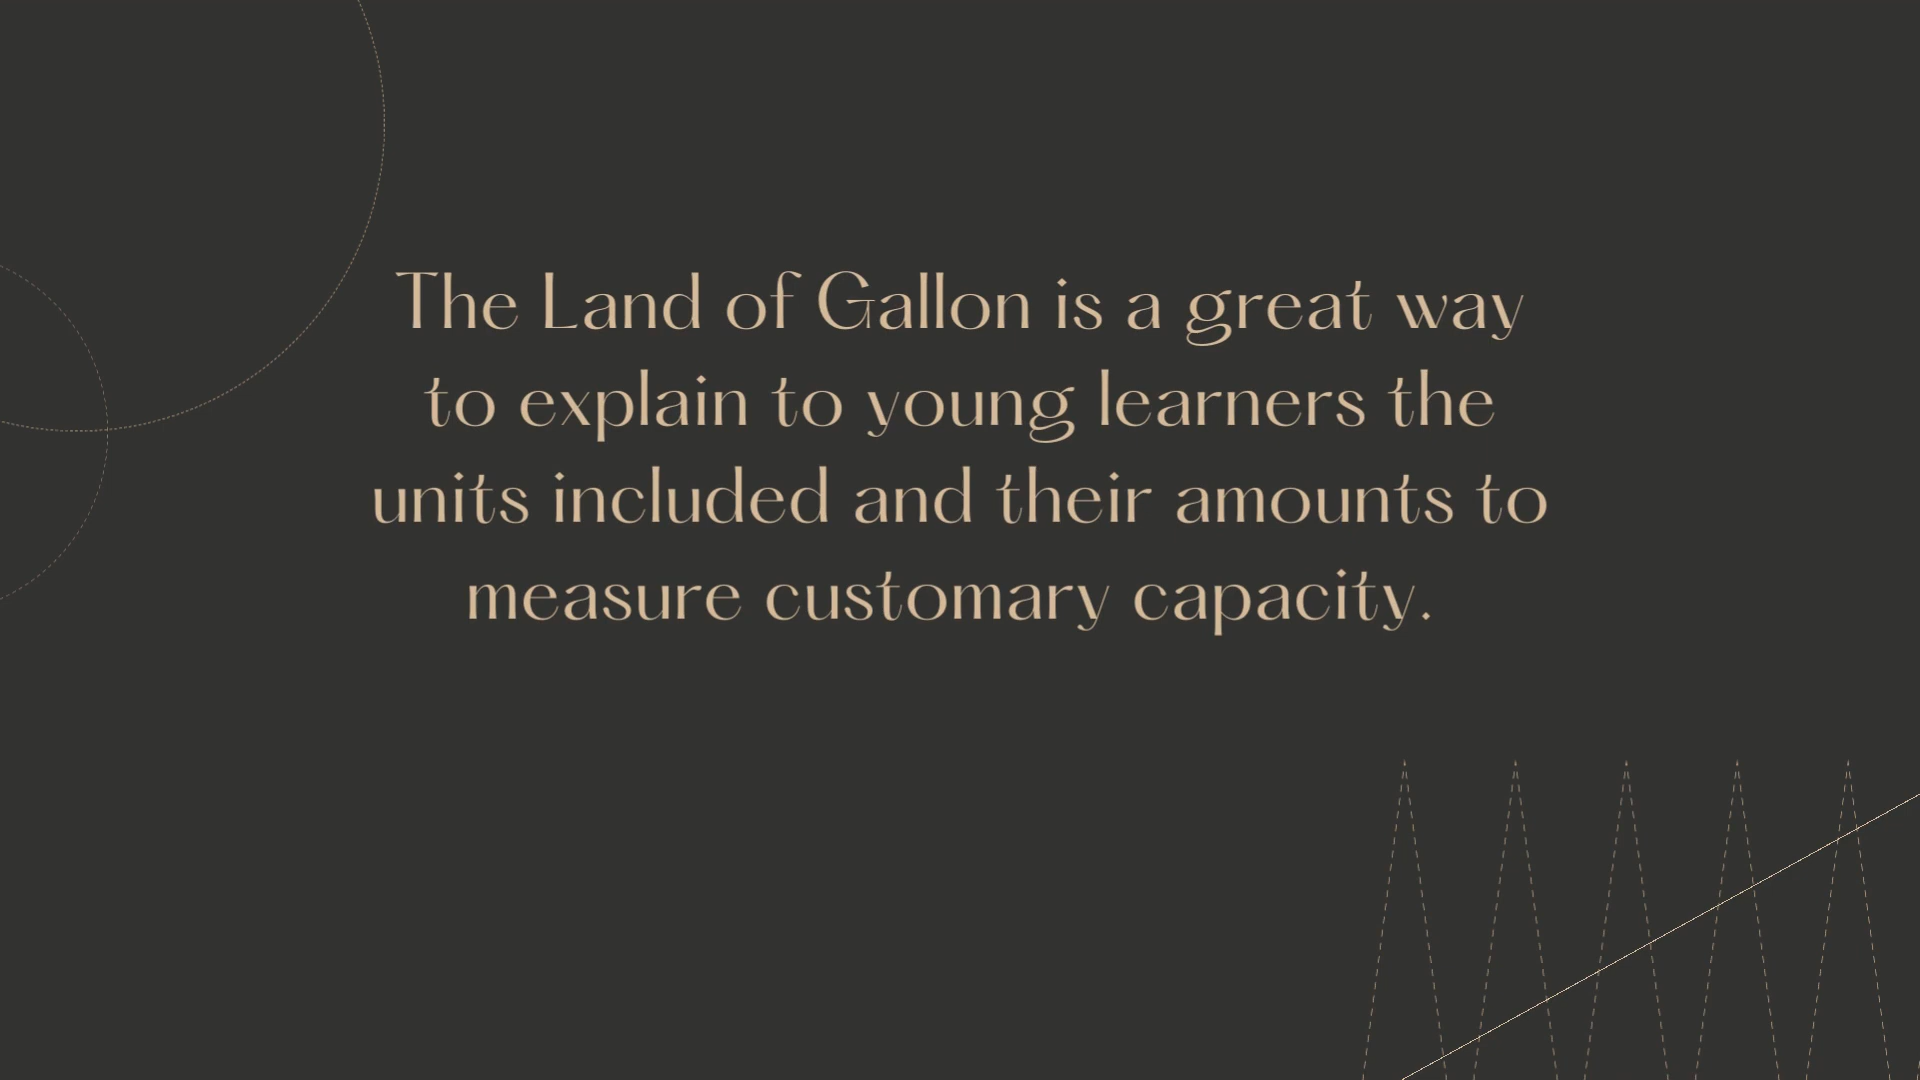 The Land of Gallon is a great way
to explain to young learners the
units included and their amounts to
measure customary capacity.